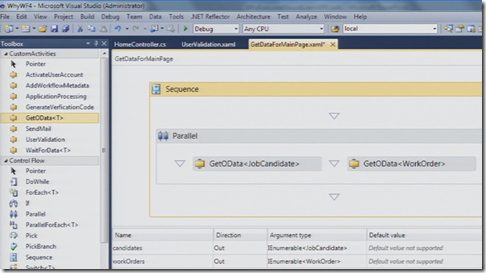 WhyWF4 - Microsoft Visual Studio (Administrator)
File Edit View Refactor Project Build Debug Team Data Tools .NET Reflector Architecture Test Analyze Window Help
Debug Any CPU local
Toolbox
HomeController.cs UserValidation.xaml GetDataForMainPage.xaml*
CustomActivities
GetDataForMainPage
Pointer
ActivateUserAccount
AddWorkflowMetadata
ApplicationProcessing
GenerateVerficationCode
GetOData<T>
SendMail
UserValidation
WaitForData<T>
Sequence
Parallel
GetOData<JobCandidate>
GetOData<WorkOrder>
Control Flow
Pointer
DoWhile
ForEach<T>
If
Parallel
ParallelForEach<T>
Pick
PickBranch
Sequence
Switch<T>
Name Direction Argument type Default value
candidates Out IEnumerable<JobCandidate> Default value not supported
workOrders Out IEnumerable<WorkOrder> Default value not supported